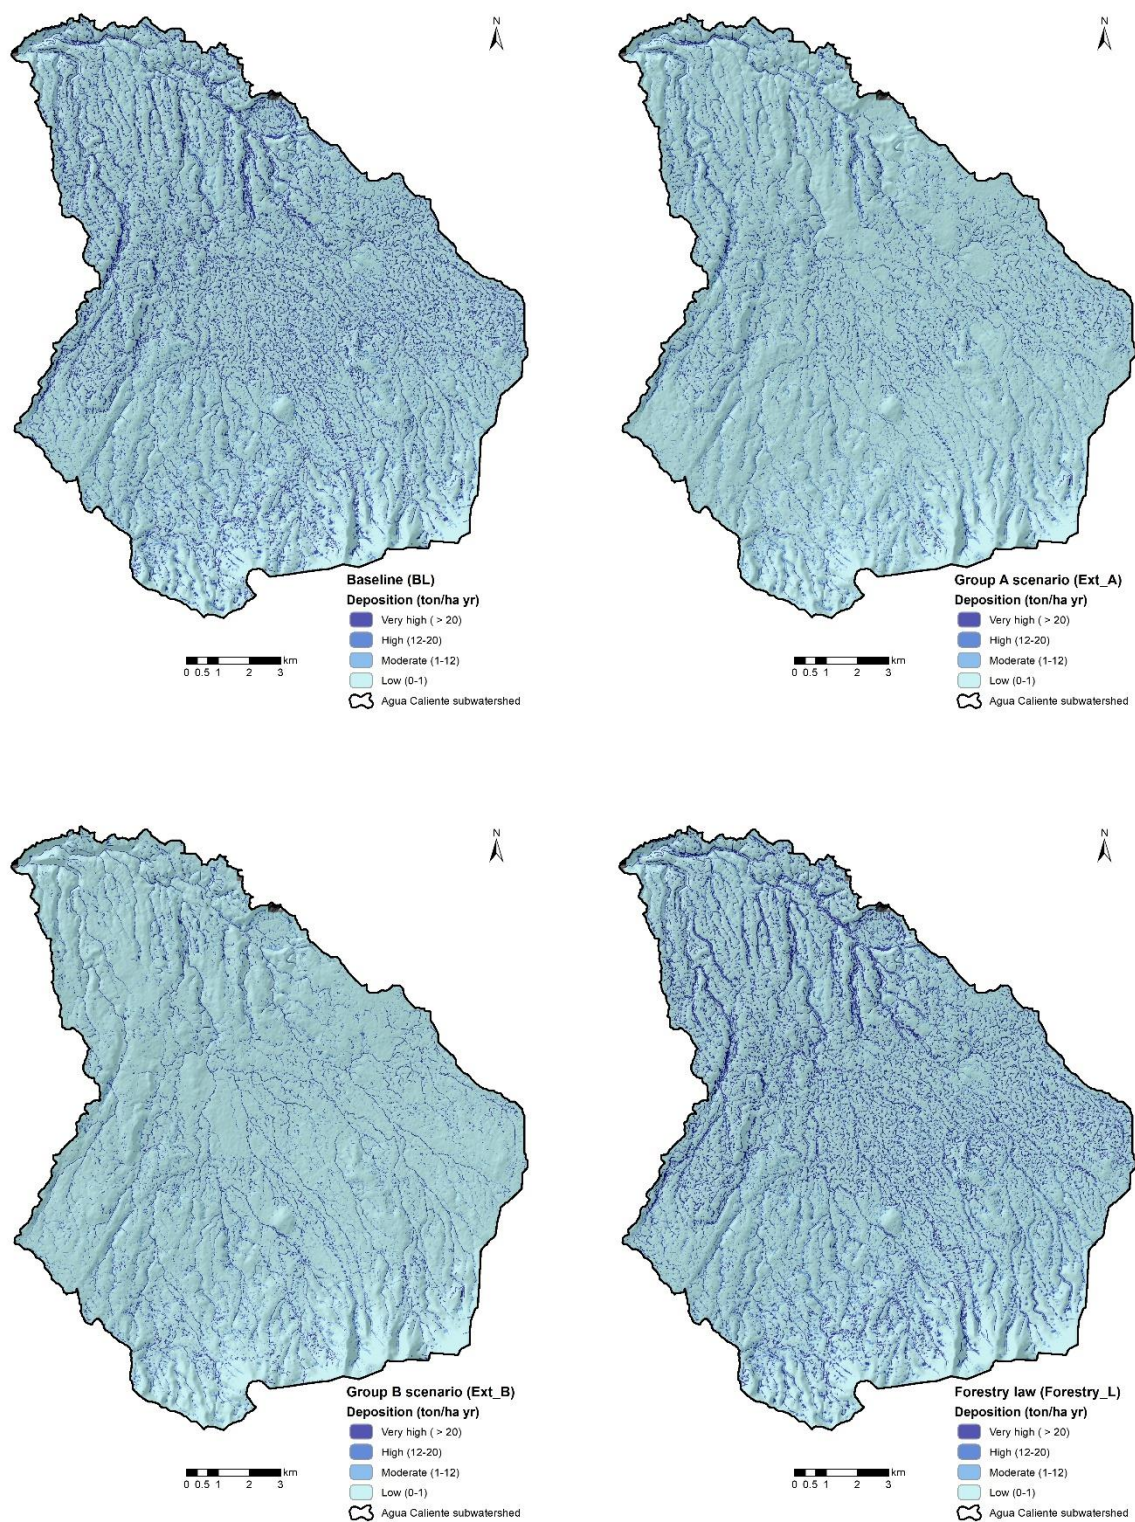 N
Baseline (BL)
Deposition (ton/ha yr)
Very high ( > 20)
High (12-20)
Moderate (1-12)
Low (0-1)
Agua Caliente subwatershed
km
0 0.5 1 2 3
N
Group A scenario (Ext_A)
Deposition (ton/ha yr)
Very high ( > 20)
High (12-20)
Moderate (1-12)
Low (0-1)
Agua Caliente subwatershed
km
0 0.5 1 2 3
N
Group B scenario (Ext_B)
Deposition (ton/ha yr)
Very high ( > 20)
High (12-20)
Moderate (1-12)
Low (0-1)
Agua Caliente subwatershed
km
0 0.5 1 2 3
N
Forestry law (Forestry_L)
Deposition (ton/ha yr)
Very high ( > 20)
High (12-20)
Moderate (1-12)
Low (0-1)
Agua Caliente subwatershed
km
0 0.5 1 2 3